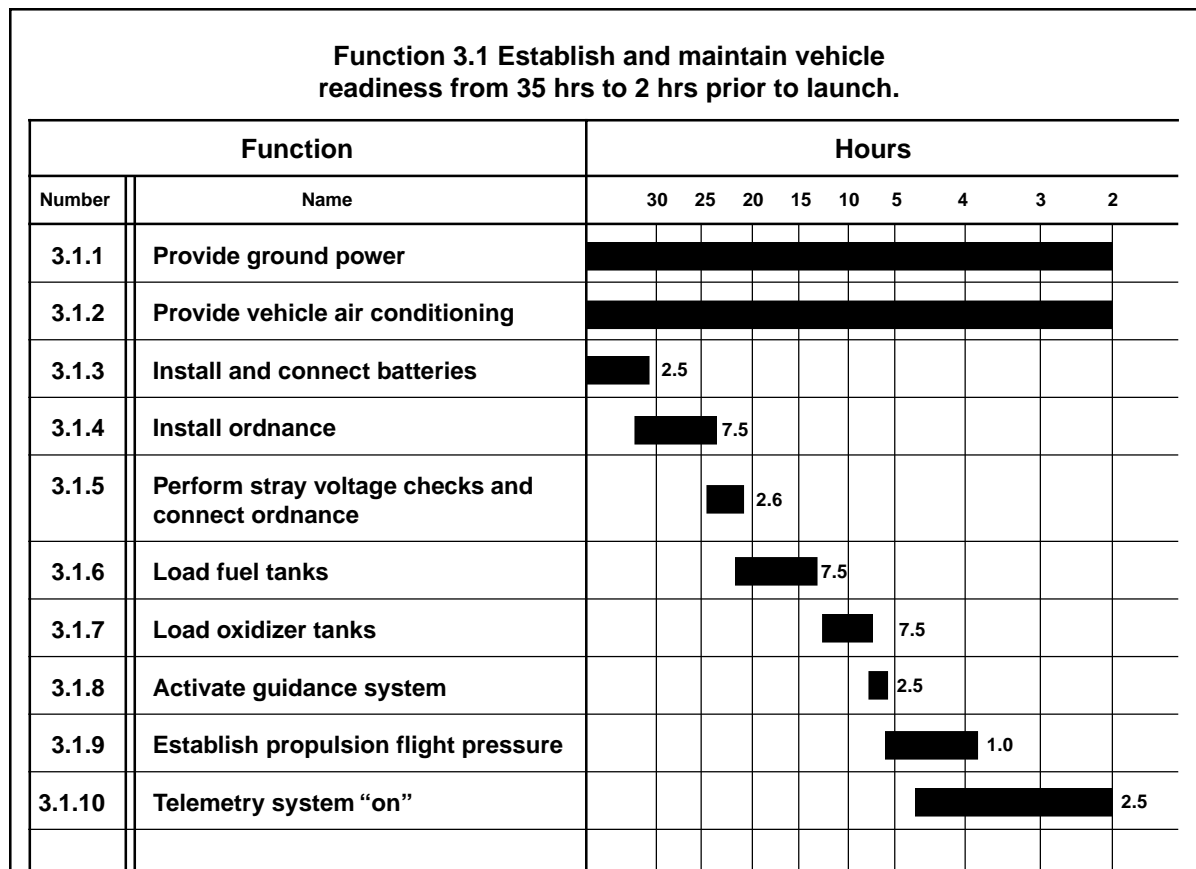 Function 3.1 Establish and maintain vehicle
readiness from 35 hrs to 2 hrs prior to launch.
Function Hours
Number Name 30 25 20 15 10 5 4 3 2
3.1.1 Provide ground power
3.1.2 Provide vehicle air conditioning
3.1.3 Install and connect batteries 2.5
3.1.4 Install ordnance 7.5
3.1.5 Perform stray voltage checks and
connect ordnance 2.6
3.1.6 Load fuel tanks 7.5
3.1.7 Load oxidizer tanks 7.5
3.1.8 Activate guidance system 2.5
3.1.9 Establish propulsion flight pressure 1.0
3.1.10 Telemetry system “on” 2.5